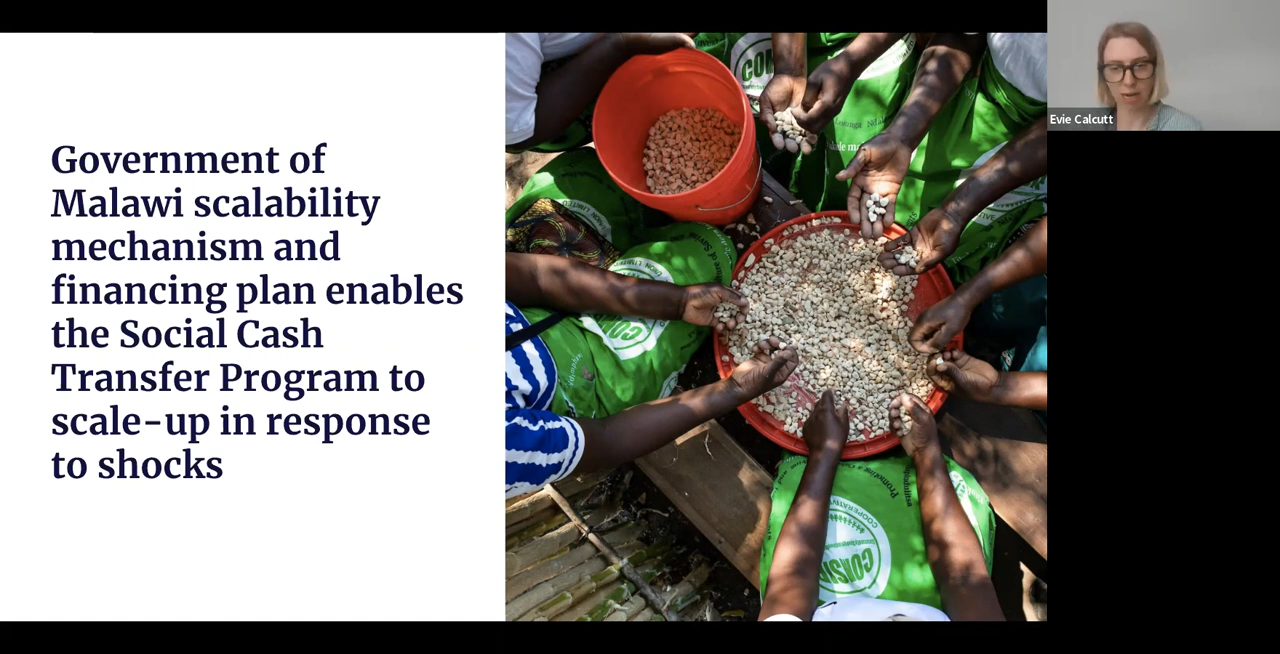 Government of
Malawi scalability
mechanism and
financing plan enables
the Social Cash
Transfer Program to
scale-up in response
to shocks
Evie Calcutt